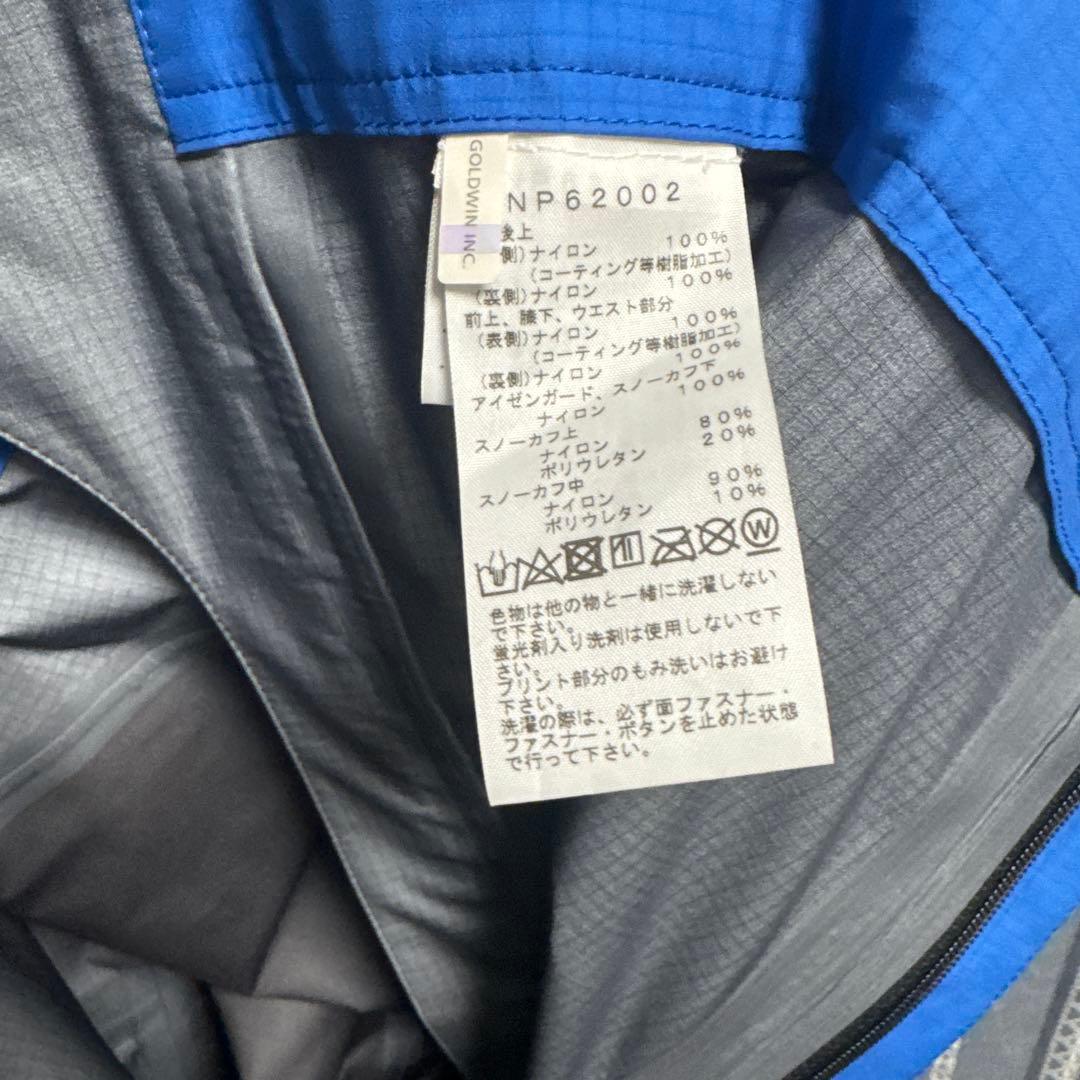 GOLDWIN INC.
NP62002
後上
側)ナイロン 100%
(コーティング等樹脂加工)
(裏側)ナイロン 100%
前上、膝下、ウエスト部分
(表側)ナイロン 100%
(コーティング等樹脂加工)
(裏側)ナイロン 100%
アイゼンガード、スノーカフ下
ナイロン 100%
スノーカフ上
ナイロン 80%
ポリウレタン 20%
スノーカフ中
ナイロン 90%
ポリウレタン 10%
W
色物は他の物と一緒に洗濯しない
で下さい。
蛍光剤入り洗剤は使用しないで下
さい。
プリント部分のもみ洗いはお避け
下さい。
洗濯の際は、必ず面ファスナー・
ファスナー・ボタンを止めた状態
で行って下さい。